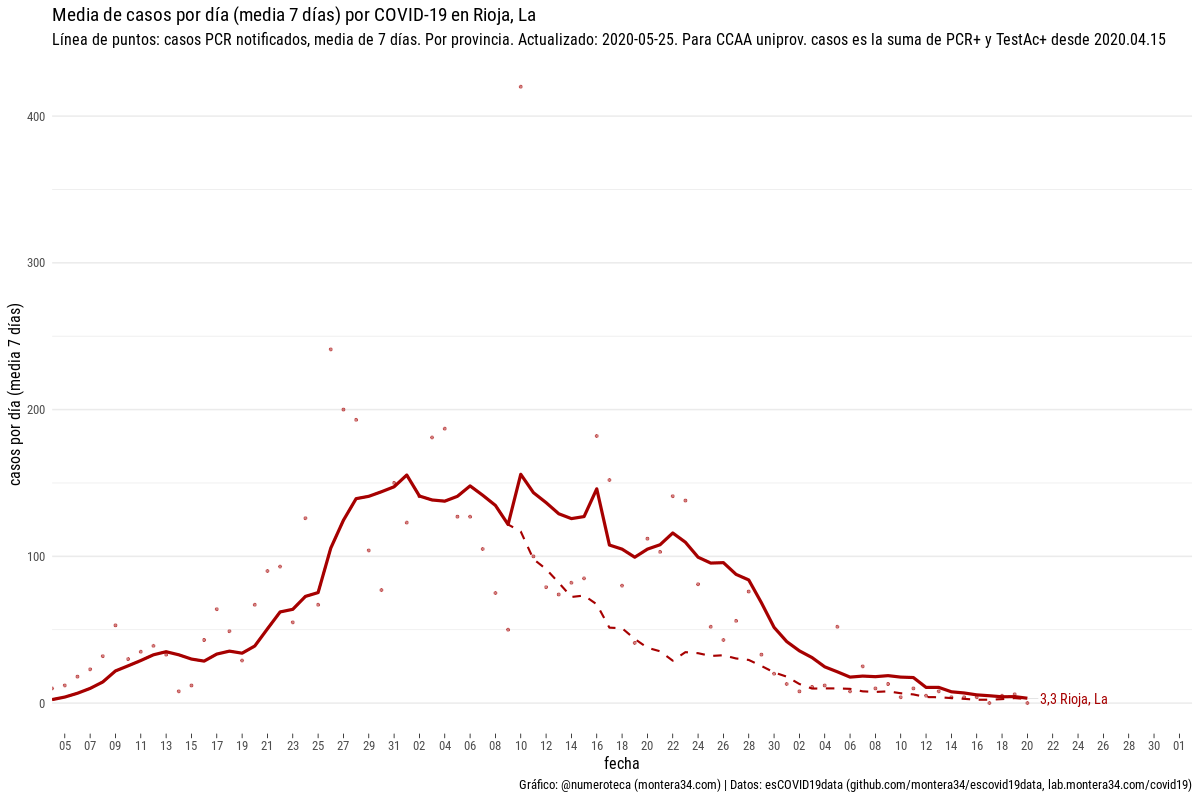 Media de casos por día (media 7 días) por COVID-19 en Rioja, La
Línea de puntos: casos PCR notificados, media de 7 días. Por provincia. Actualizado: 2020-05-25. Para CCAA uniprov. casos es la suma de PCR+ y TestAc+ desde 2020.04.15
casos por día (media 7 días)
400
300
200
100
0
3,3 Rioja, La
05 07 09 11 13 15 17 19 21 23 25 27 29 31 02 04 06 08 10 12 14 16 18 20 22 24 26 28 30 02 04 06 08 10 12 14 16 18 20 22 24 26 28 30 01
fecha
Gráfico: @numeroteca (montera34.com) | Datos: esCOVID19data (github.com/montera34/escovid19data, lab.montera34.com/covid19)